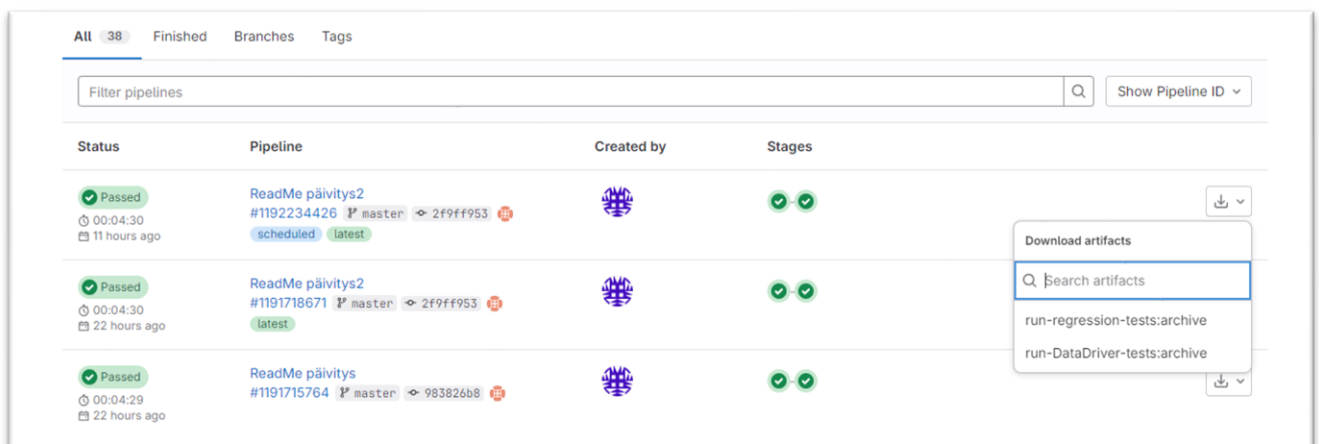 All 38 Finished Branches Tags
Filter pipelines Show Pipeline ID
Status Pipeline Created by Stages
Passed ReadMe päivitys2
00:04:30 #1192234426 master 2f9ff953
11 hours ago scheduled latest
Download artifacts
Search artifacts
run-regression-tests:archive
run-DataDriver-tests:archive
Passed ReadMe päivitys2
00:04:30 #1191718671 master 2f9ff953
22 hours ago latest
Passed ReadMe päivitys
00:04:29 #1191715764 master 983826b8
22 hours ago